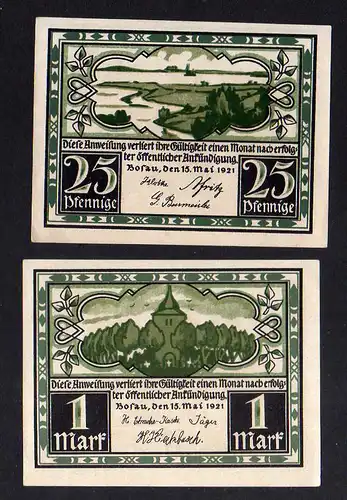 Diese Anweisung verliert ihre Gültigkeit einen Monat nach erfolg-
ter öffentlicher Ankündigung.
Bosau, den 15. Mai 1921
25
Pfennige
25
Pfennige
G. Burmeister
Diese Anweisung verliert ihre Gültigkeit einen Monat nach erfolg-
ter öffentlicher Ankündigung.
Bosau, den 15. Mai 1921
1
Mark
1
Mark
Jäger